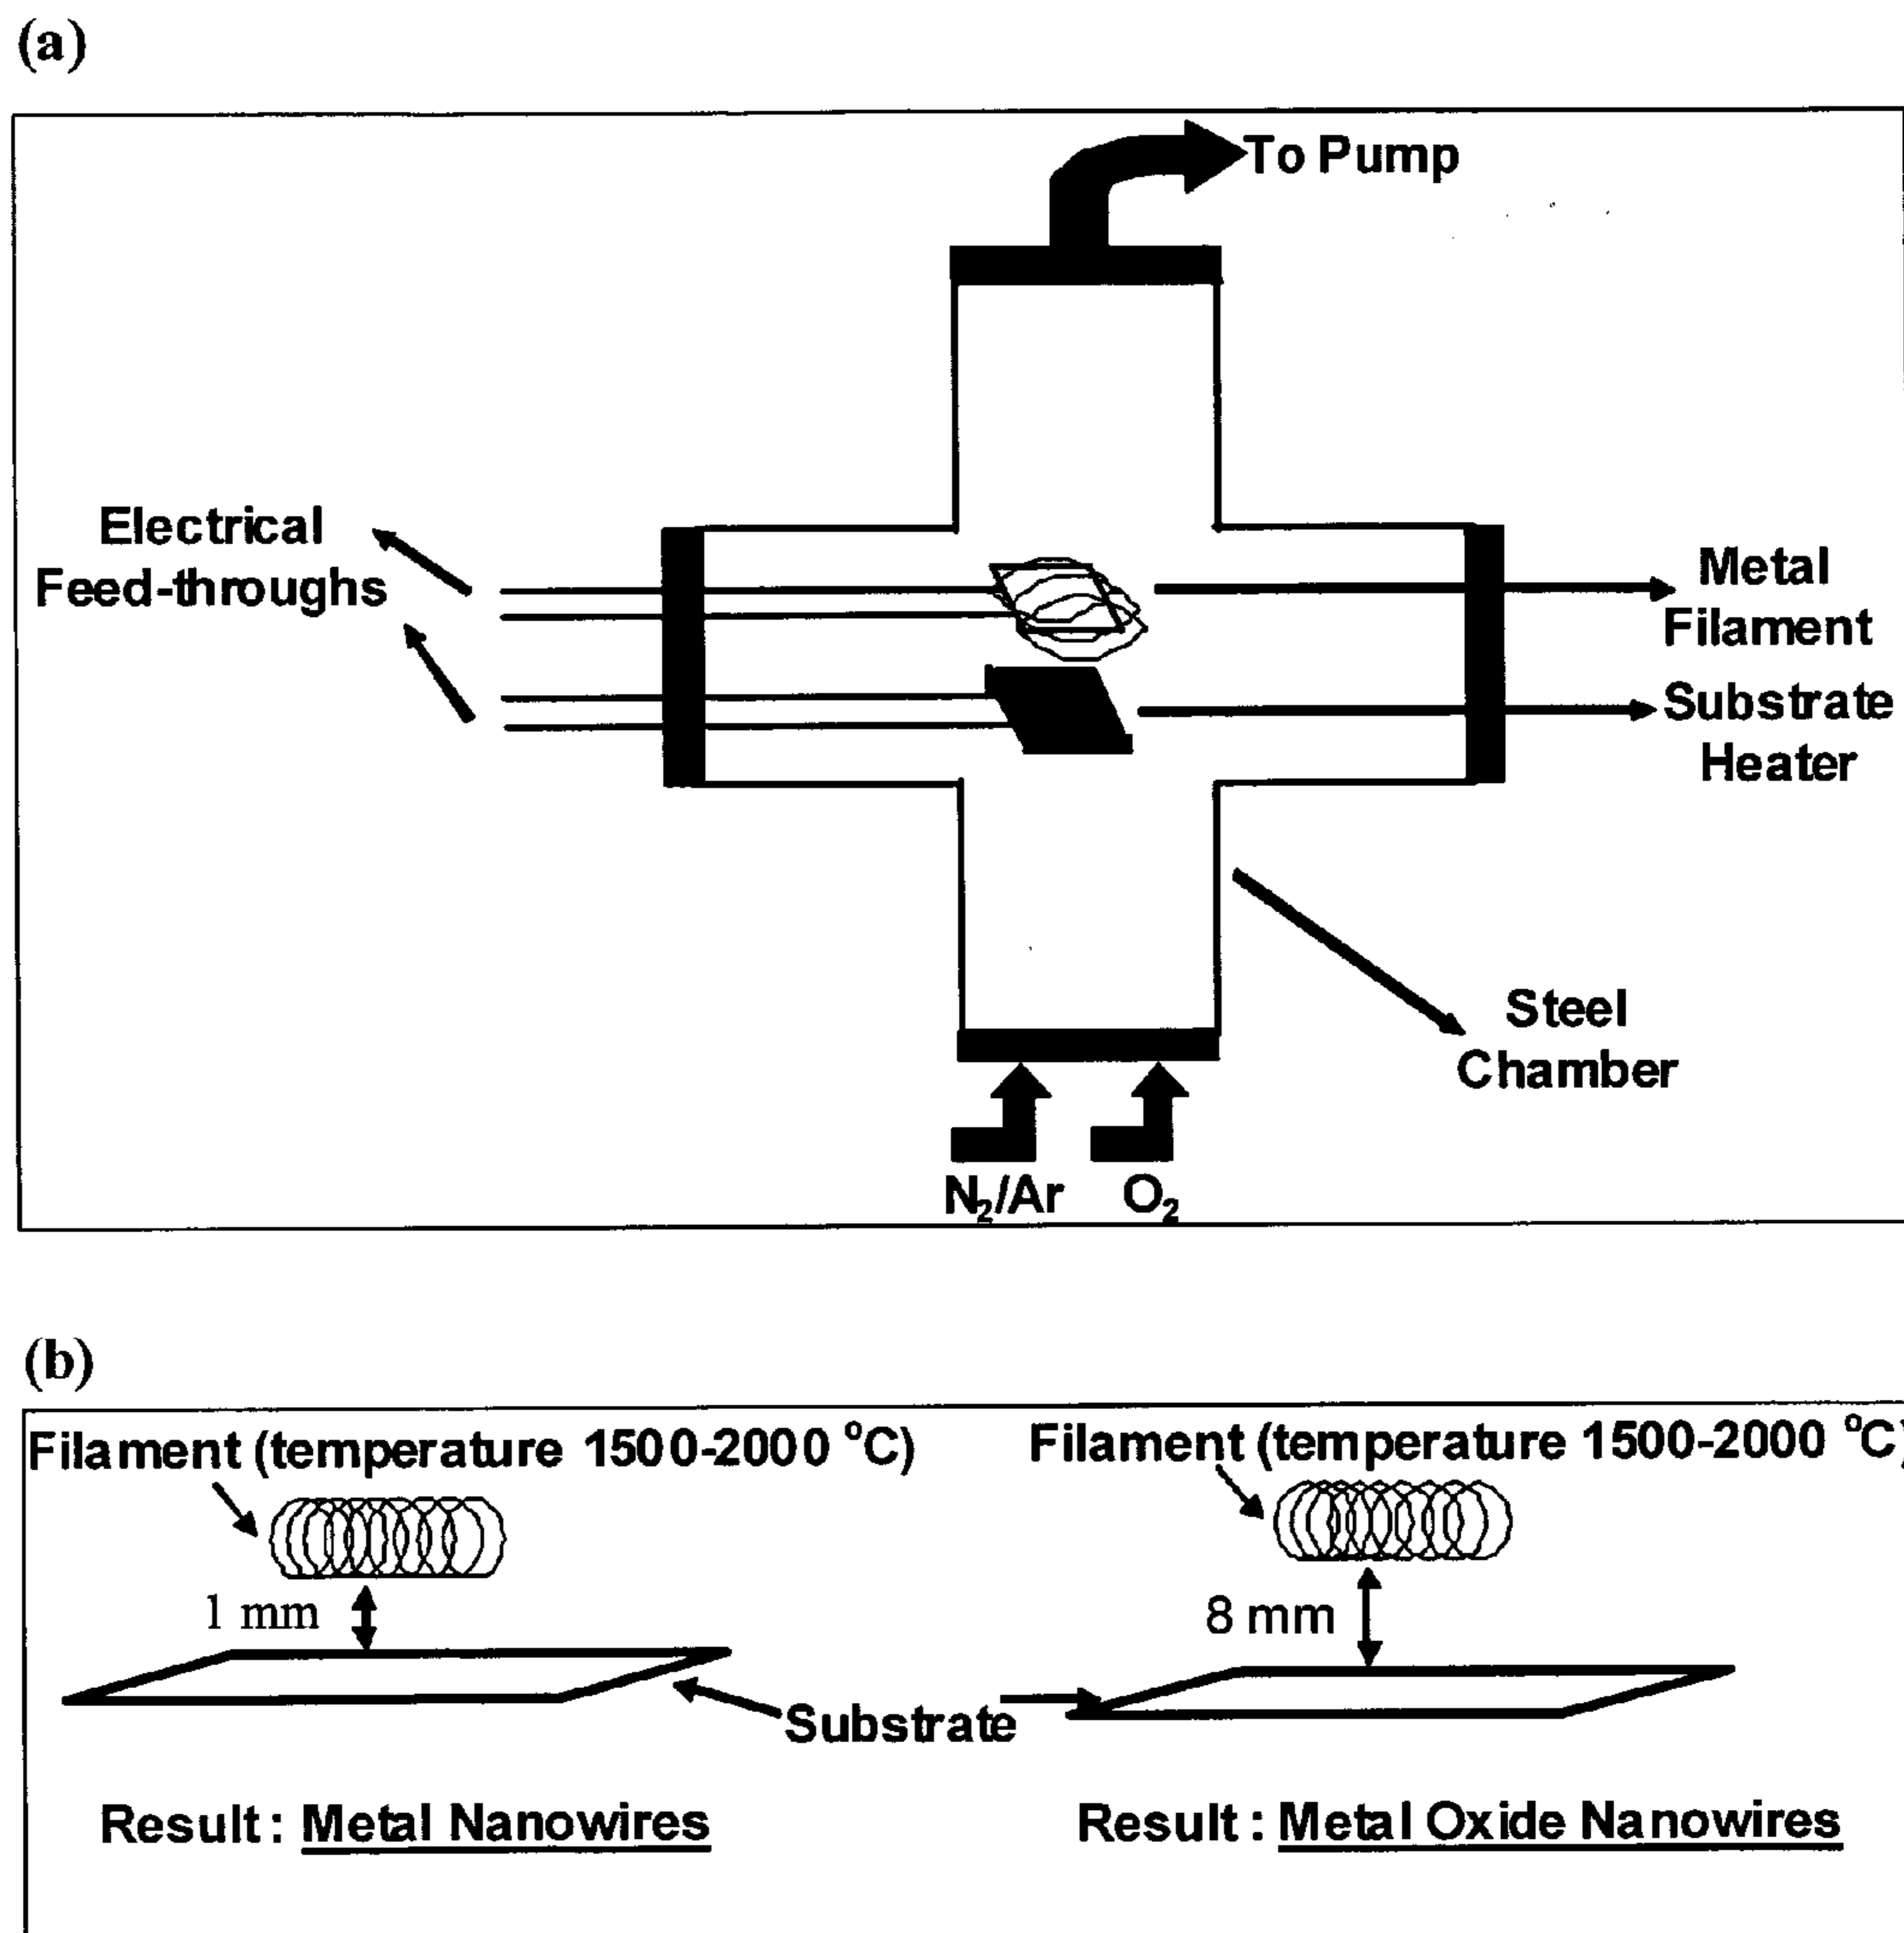 (a)
To Pump
Electrical
Feed-throughs
Metal
Filament
Substrate
Heater
Steel
Chamber
N₂/Ar O₂
(b)
Filament (temperature 1500-2000 °C)
Filament (temperature 1500-2000 °C)
1 mm
8 mm
Substrate
Result: Metal Nanowires
Result: Metal Oxide Nanowires